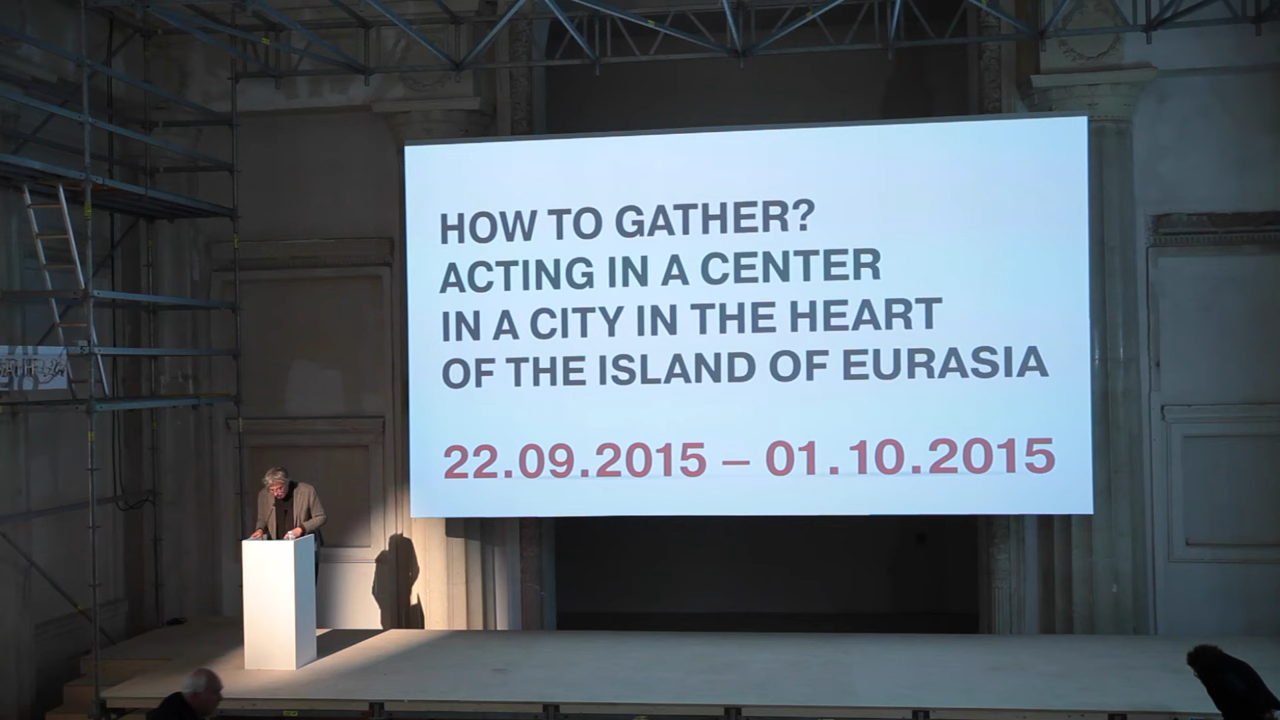 HOW TO GATHER?
ACTING IN A CENTER
IN A CITY IN THE HEART
OF THE ISLAND OF EURASIA
22.09.2015 – 01.10.2015